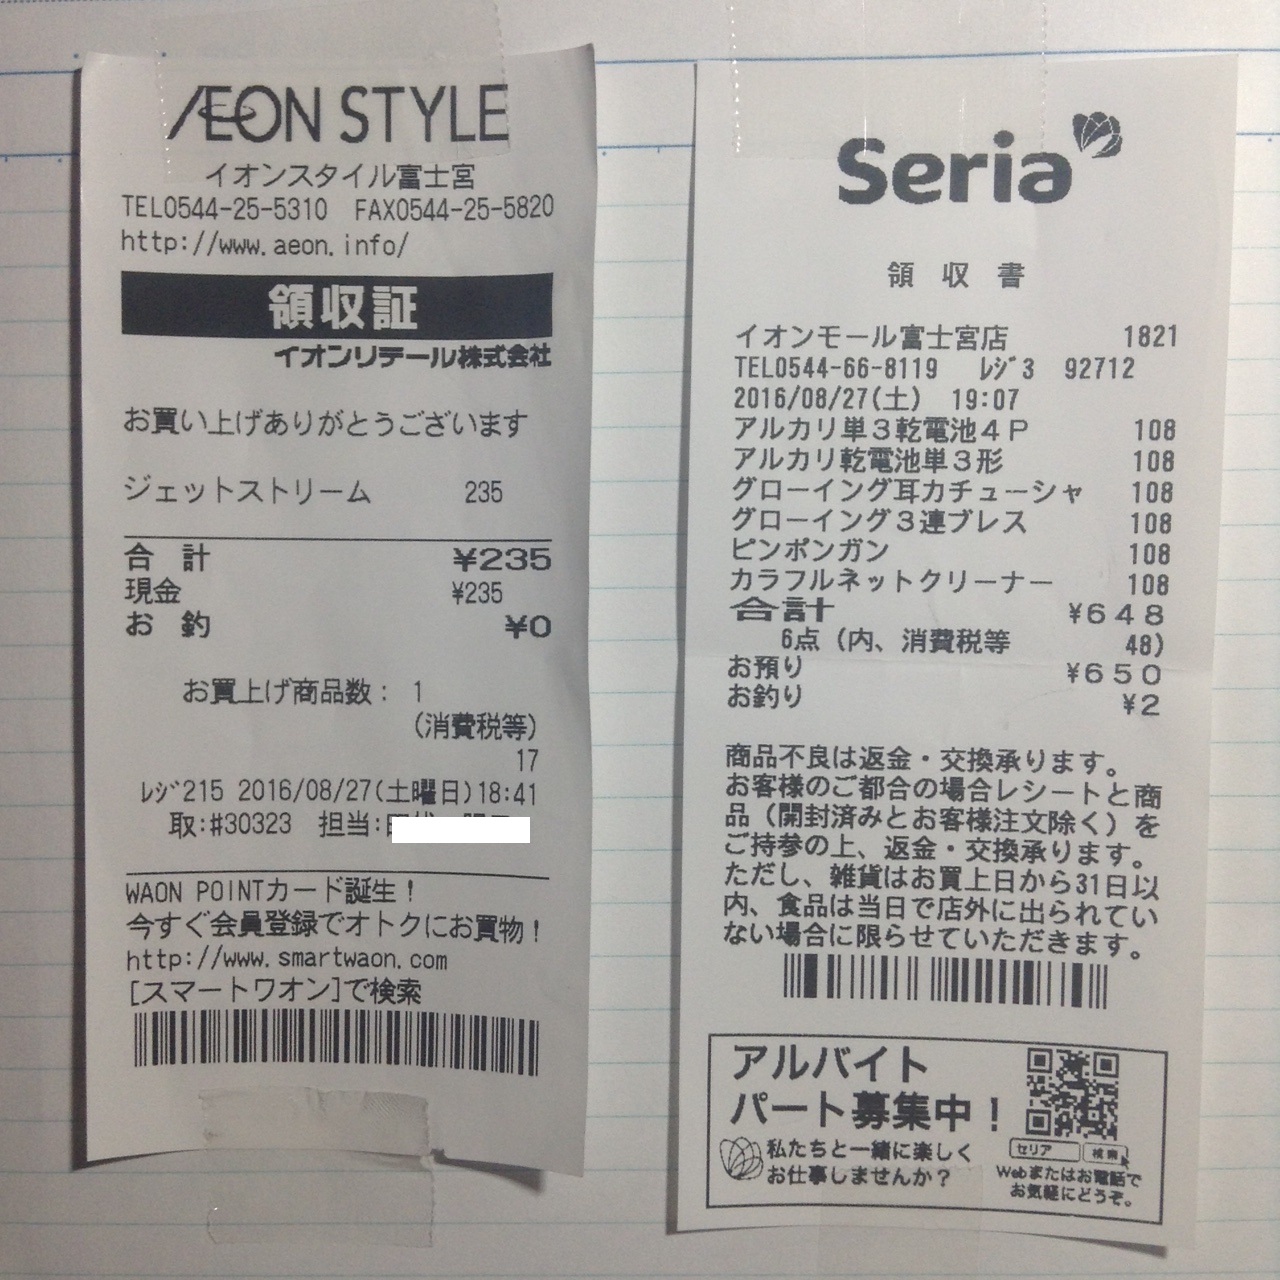 ÆON STYLE
イオンスタイル富士宮
TEL0544-25-5310 FAX0544-25-5820
http://www.aeon.info/
領収証
イオンリテール株式会社
お買い上げありがとうございます
ジェットストリーム 235
合 計 ¥235
現金 ¥235
お 釣 ¥0
お買上げ商品数: 1
(消費税等)
17
ﾚｼﾞ215 2016/08/27(土曜日)18:41
取:#30323 担当:
WAON POINTカード誕生!
今すぐ会員登録でオトクにお買物!
http://www.smartwaon.com
[スマートワオン]で検索
Seria
領 収 書
イオンモール富士宮店 1821
TEL0544-66-8119 ﾚｼﾞ3 92712
2016/08/27(土) 19:07
アルカリ単3乾電池4P 108
アルカリ乾電池単3形 108
グローイング耳カチューシャ 108
グローイング3連ブレス 108
ピンポンガン 108
カラフルネットクリーナー 108
合計 ¥648
6点(内、消費税等 48)
お預り ¥650
お釣り ¥2
商品不良は返金・交換承ります。
お客様のご都合の場合レシートと商
品(開封済みとお客様注文除く)を
ご持参の上、返金・交換承ります。
ただし、雑貨はお買上日から31日以
内、食品は当日で店外に出られてい
ない場合に限らせていただきます。
アルバイト
パート募集中!
私たちと一緒に楽しく
お仕事しませんか?
セリア 検索
Webまたはお電話で
お気軽にどうぞ。